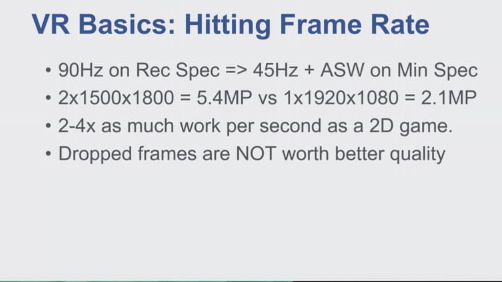 VR Basics: Hitting Frame Rate
• 90Hz on Rec Spec => 45Hz + ASW on Min Spec
• 2x1500x1800 = 5.4MP vs 1x1920x1080 = 2.1MP
• 2-4x as much work per second as a 2D game.
• Dropped frames are NOT worth better quality